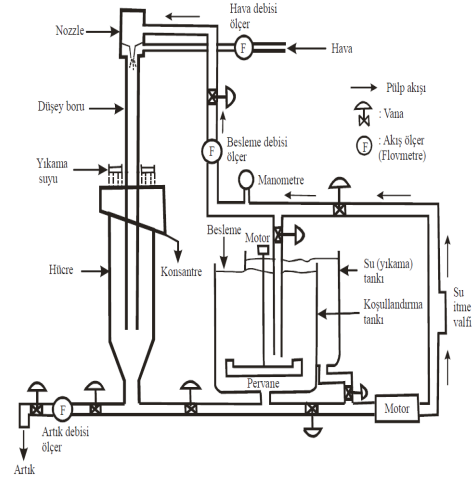 Nozzle
Hava debisi
ölçer
F
Hava
Düşey boru
Pülp akışı
: Vana
F
: Akış ölçer
(Flovmetre)
F
Besleme debisi
ölçer
Yıkama
suyu
Manometre
Besleme
Motor
Su (yıkama)
tankı
Hücre
Konsantre
Koşullandırma
tankı
Su
itme
valfi
Pervane
Motor
F
Artık debisi
ölçer
Artık